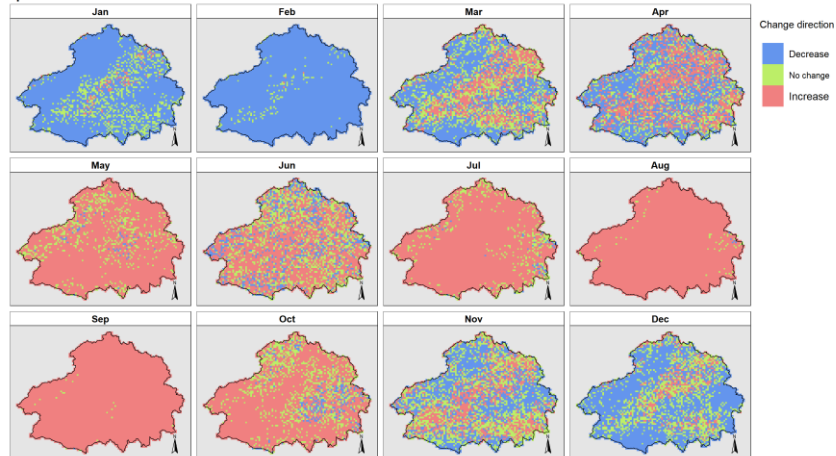 Jan
Feb
Mar
Apr
Change direction
Decrease
No change
Increase
May
Jun
Jul
Aug
Sep
Oct
Nov
Dec